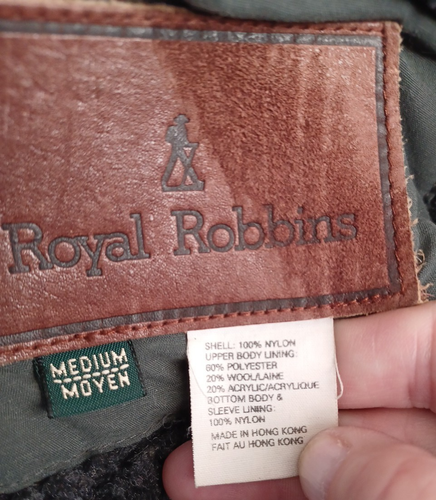 Royal Robbins
MEDIUM
MOYEN
SHELL: 100% NYLON
UPPER BODY LINING:
60% POLYESTER
20% WOOL/LAINE
20% ACRYLIC/ACRYLIQUE
BOTTOM BODY &
SLEEVE LINING:
100% NYLON
MADE IN HONG KONG
FAIT AU HONG KONG